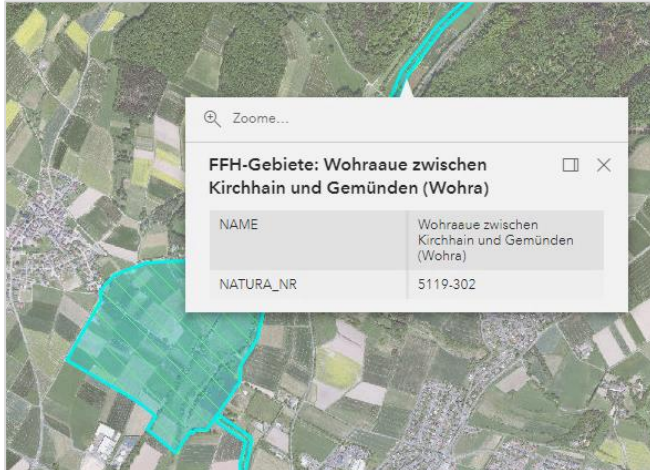 Zoome...
FFH-Gebiete: Wohraaue zwischen
Kirchhain und Gemünden (Wohra)
NAME
Wohraaue zwischen
Kirchhain und Gemünden
(Wohra)
NATURA_NR
5119-302